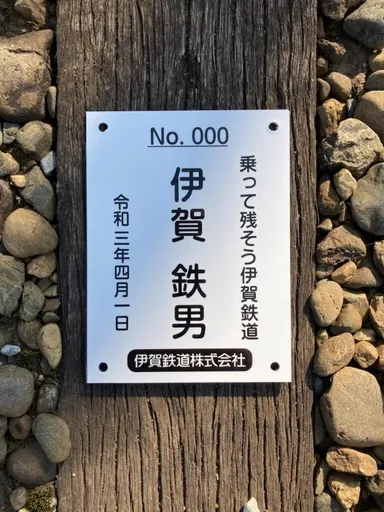 No. 000
乗って残そう伊賀鉄道
伊賀 鉄男
令和三年四月一日
伊賀鉄道株式会社